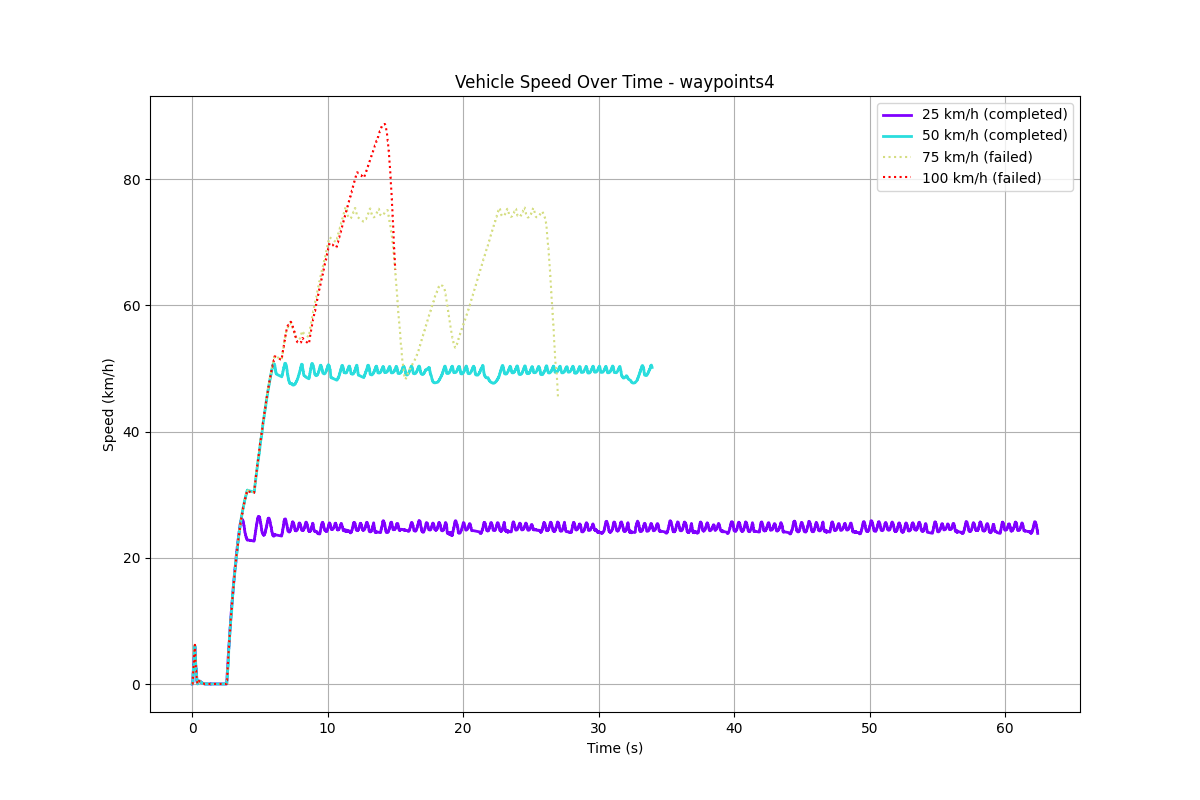 Vehicle Speed Over Time - waypoints4
25 km/h (completed)
50 km/h (completed)
75 km/h (failed)
100 km/h (failed)
Speed (km/h)
80
60
40
20
0
0 10 20 30 40 50 60
Time (s)